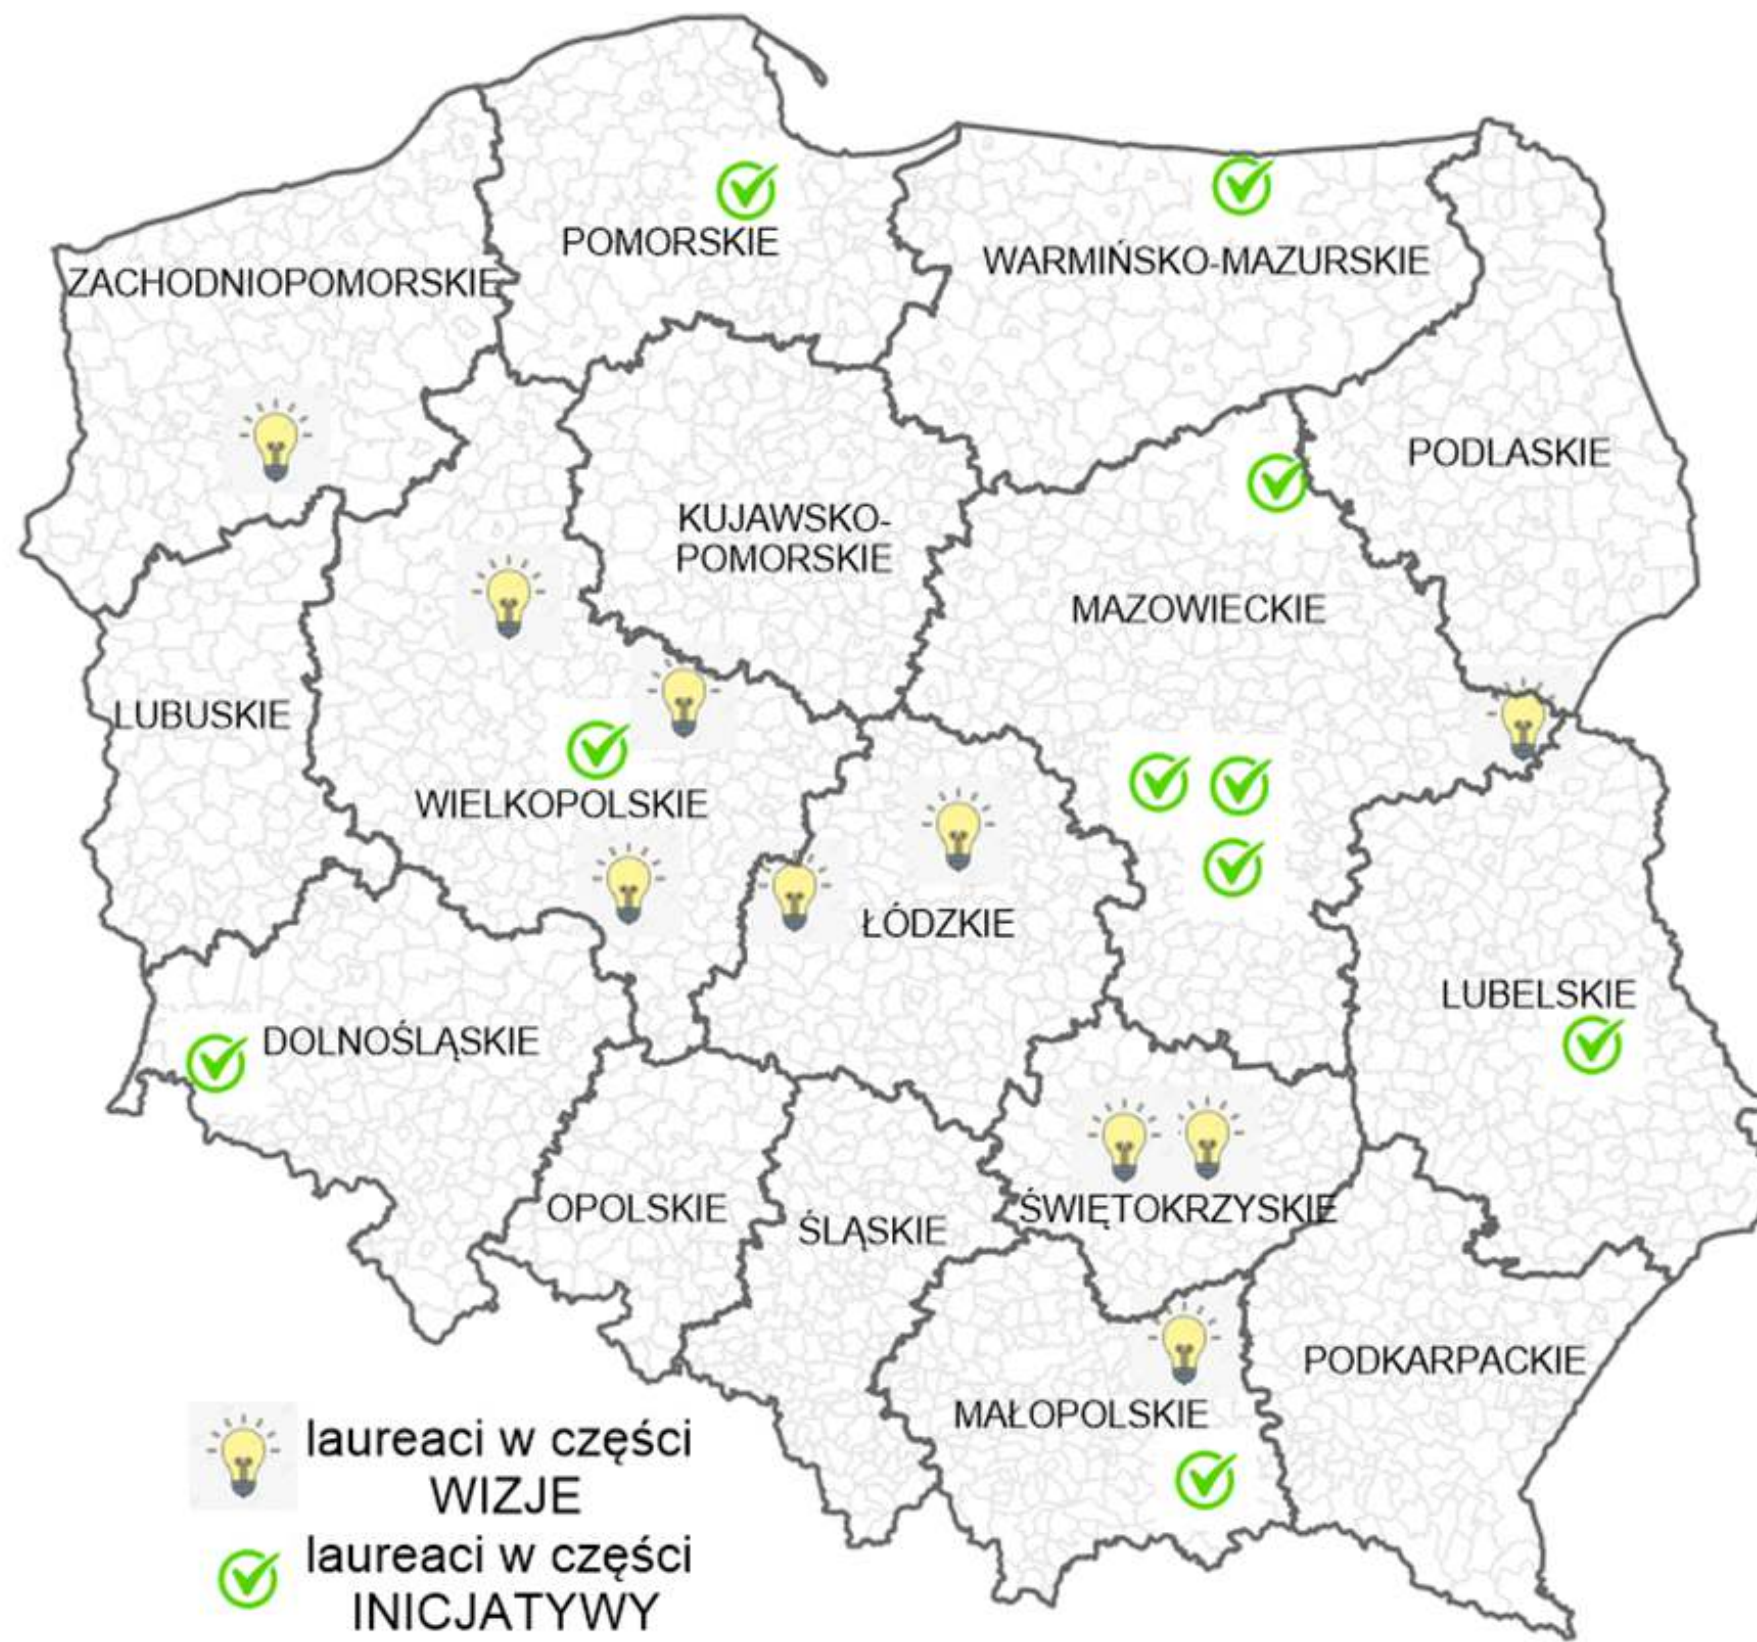 POMORSKIE
WARMIŃSKO-MAZURSKIE
ZACHODNIOPOMORSKIE
PODLASKIE
KUJAWSKO-
POMORSKIE
MAZOWIECKIE
LUBUSKIE
WIELKOPOLSKIE
ŁÓDZKIE
LUBELSKIE
DOLNOŚLĄSKIE
OPOLSKIE
ŚLĄSKIE
ŚWIĘTOKRZYSKIE
PODKARPACKIE
MAŁOPOLSKIE
laureaci w części
WIZJE
laureaci w części
INICJATYWY